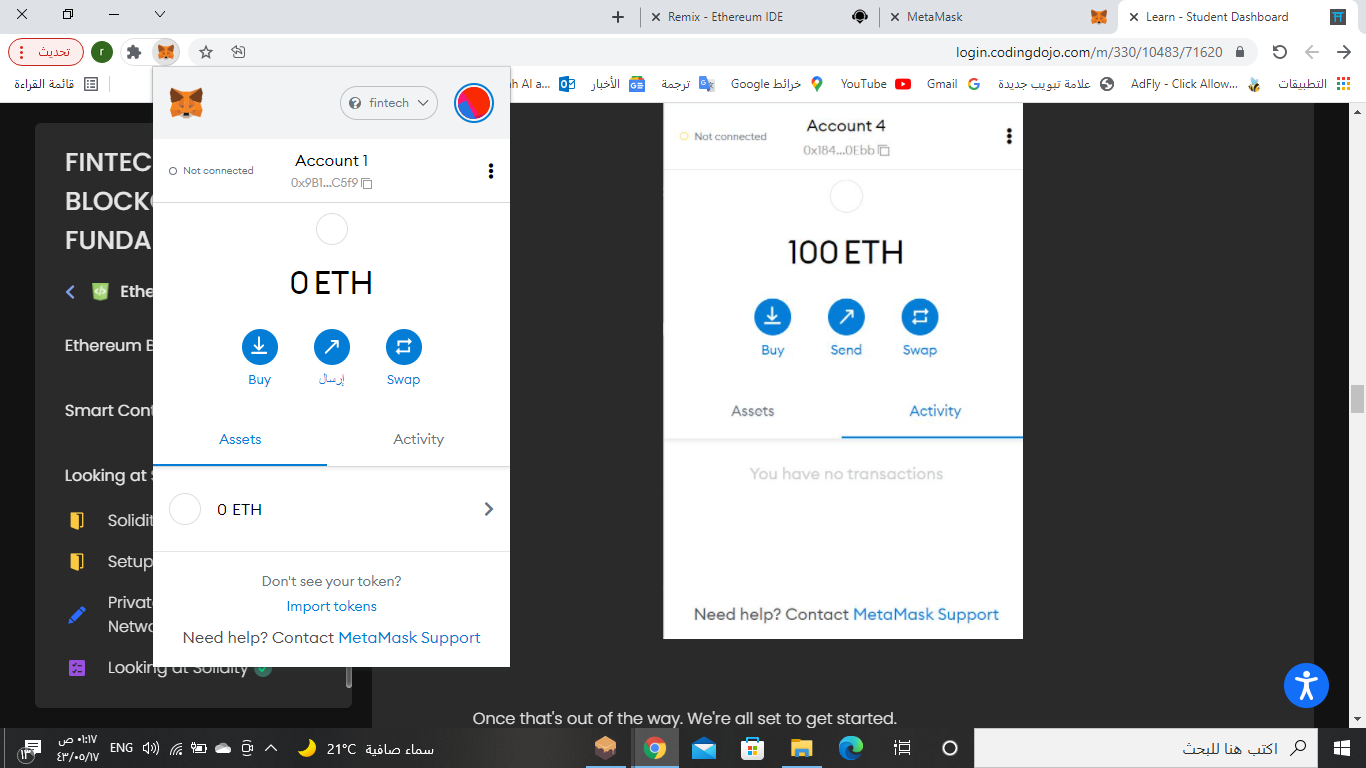 Remix - Ethereum IDE
MetaMask
Learn - Student Dashboard
تحديث
r
login.codingdojo.com/m/330/10483/71620
قائمة القراءة
ah Al a...
الأخبار
ترجمة
خرائط Google
YouTube
Gmail
علامة تبويب جديدة
AdFly - Click Allow...
التطبيقات
FINTEC
BLOCK
FUNDA
Ethe
Ethereum B
Smart Cont
Looking at S
Solidit
Setup
Privat
Netwo
Looking at Solidity
fintech
Not connected
Account 1
0x9B1...C5f9
0 ETH
Buy
إرسال
Swap
Assets
Activity
0 ETH
Don't see your token?
Import tokens
Need help? Contact MetaMask Support
Not connected
Account 4
0x184...0Ebb
100 ETH
Buy
Send
Swap
Assets
Activity
You have no transactions
Need help? Contact MetaMask Support
Once that's out of the way. We're all set to get started.
٠١:١٧ ص
٤٣/٠٥/١٧
١٣
ENG
21°C
سماء صافية
اكتب هنا للبحث